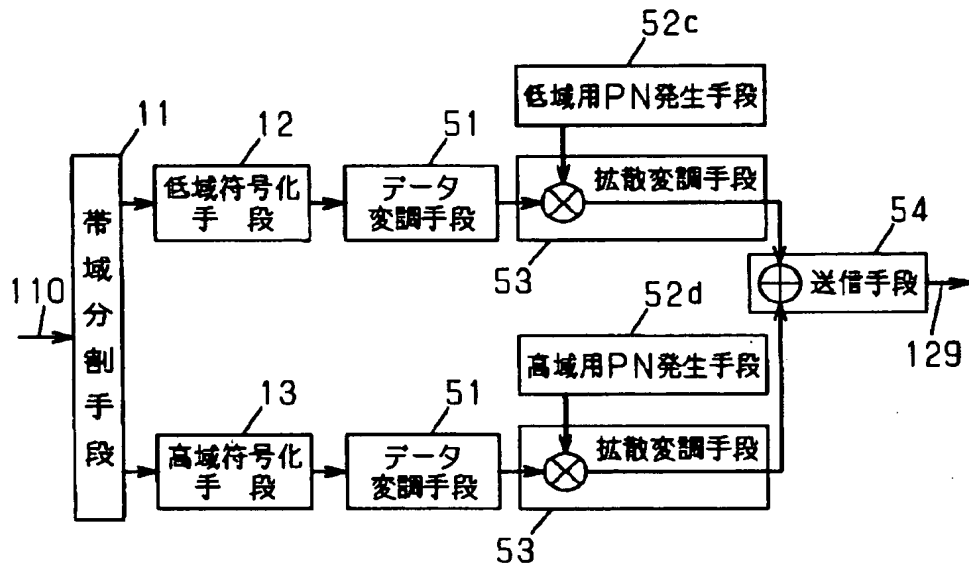 52c
低域用PN発生手段
11
12
51
帯域分割手段
低域符号化
手 段
データ
変調手段
拡散変調手段
53
54
110
送信手段
129
52d
高域用PN発生手段
13
51
高域符号化
手 段
データ
変調手段
拡散変調手段
53